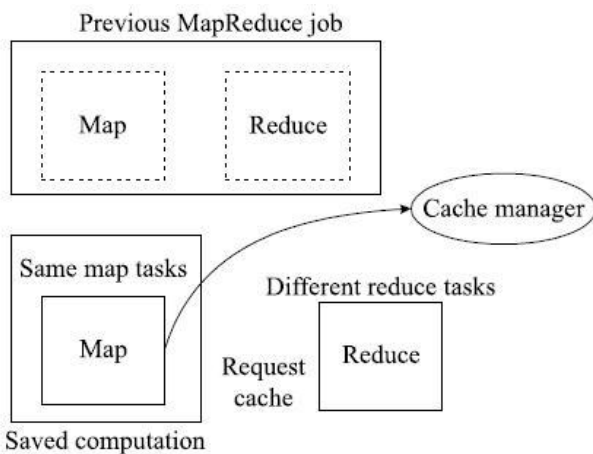 Previous MapReduce job
Map
Reduce
Cache manager
Same map tasks
Map
Different reduce tasks
Reduce
Request
cache
Saved computation